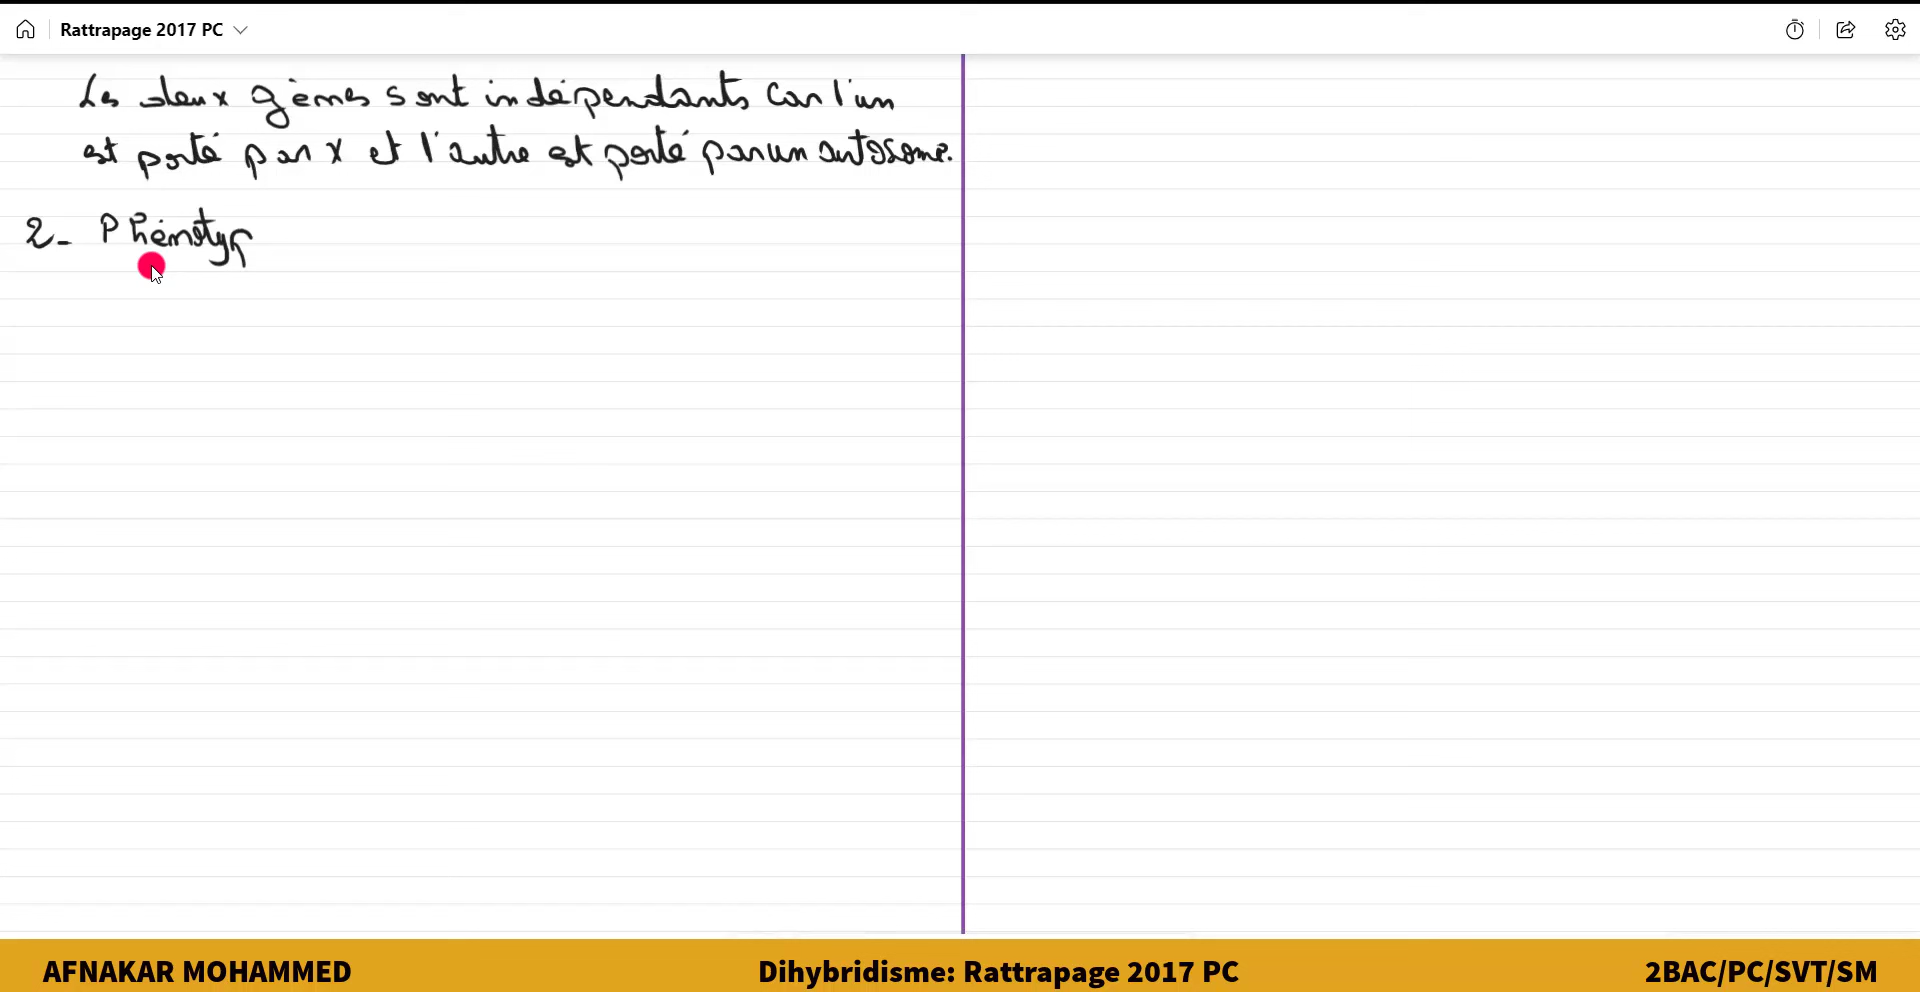 Rattrapage 2017 PC
Les deux gènes sont indépendants car l'un
est porté par X et l'autre est porté par un autosome.
2- Phénotyp
AFNAKAR MOHAMMED
Dihybridisme: Rattrapage 2017 PC
2BAC/PC/SVT/SM